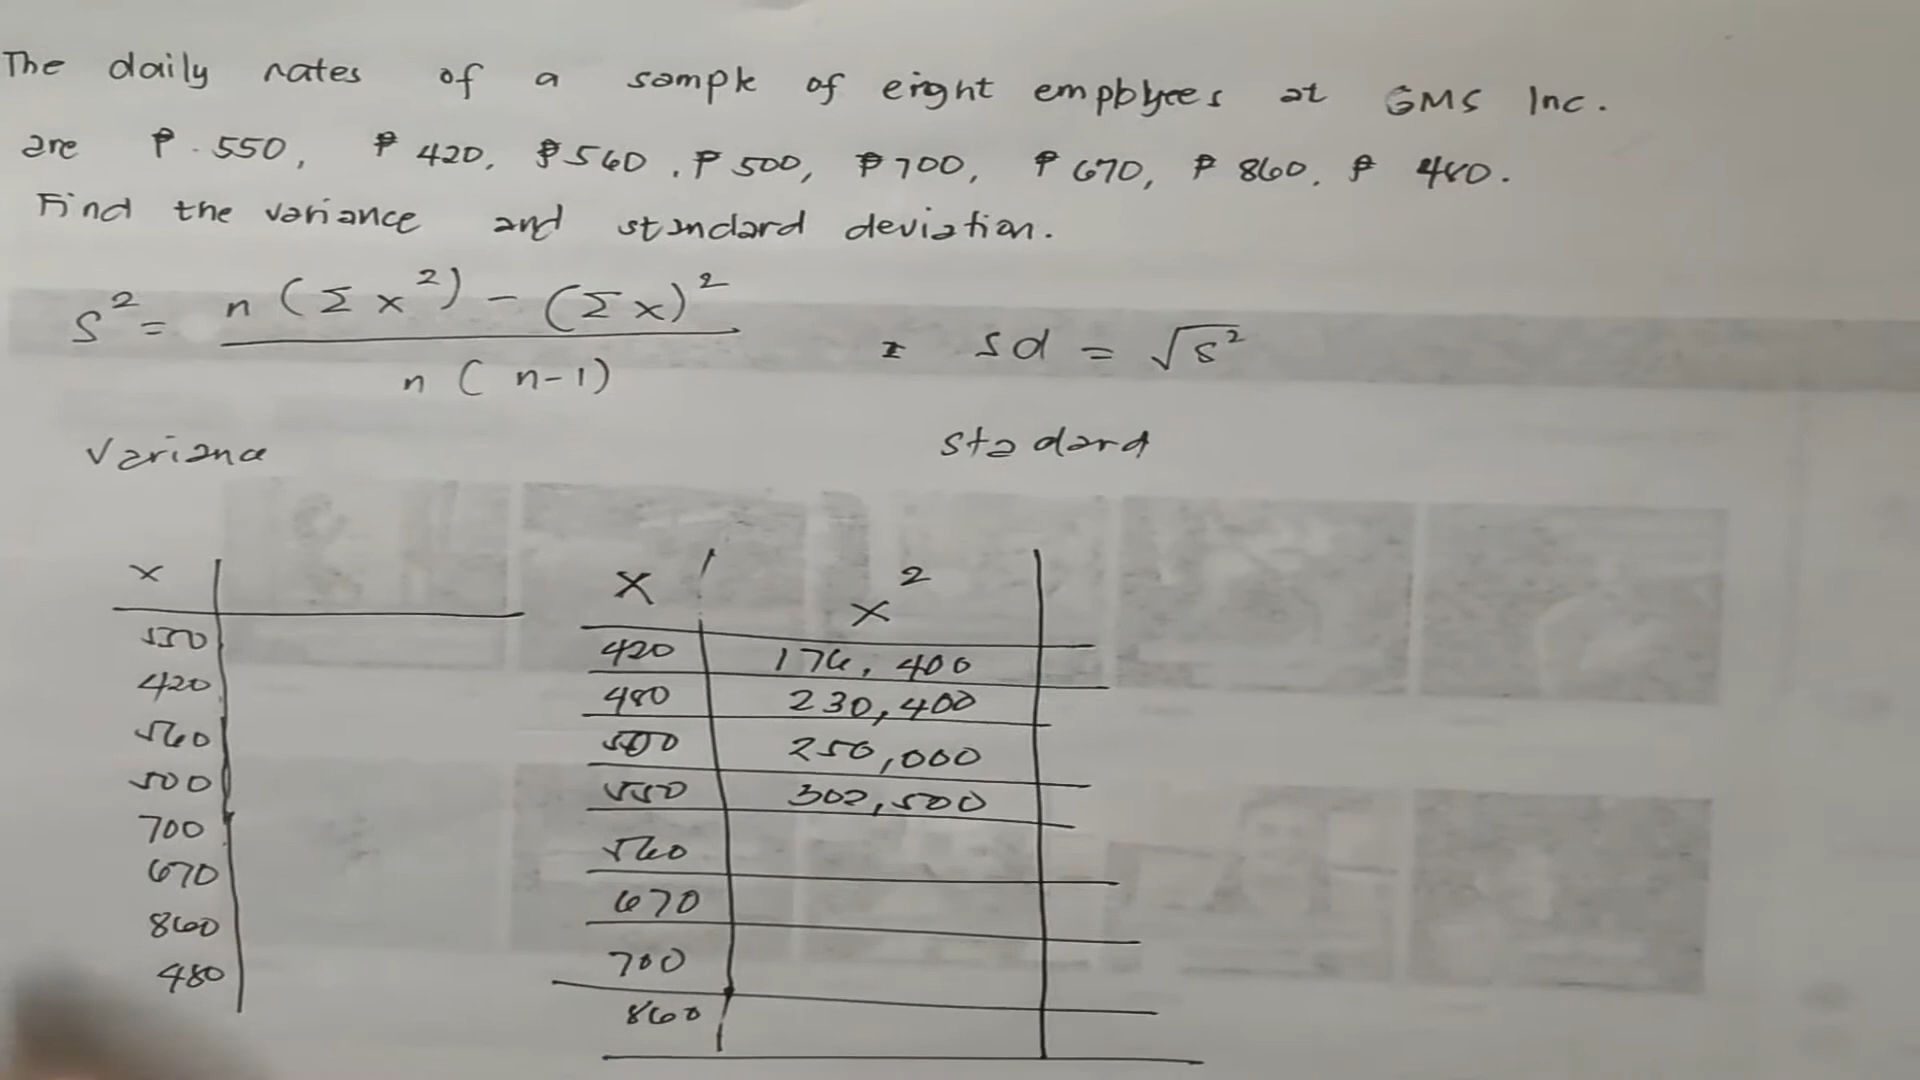 The daily rates of a sample of eight employees at GMS Inc.
are ₱ 550, ₱ 420, ₱ 560, ₱ 500, ₱ 700, ₱ 670, ₱ 860, ₱ 480.
Find the variance and standard deviation.
s² = n(Σx²) - (Σx)² / n(n-1)
sd = √s²
Variance
stadard
x
550
420
560
500
700
670
860
480
x x²
420 176,400
480 230,400
500 250,000
550 302,500
560
670
700
860